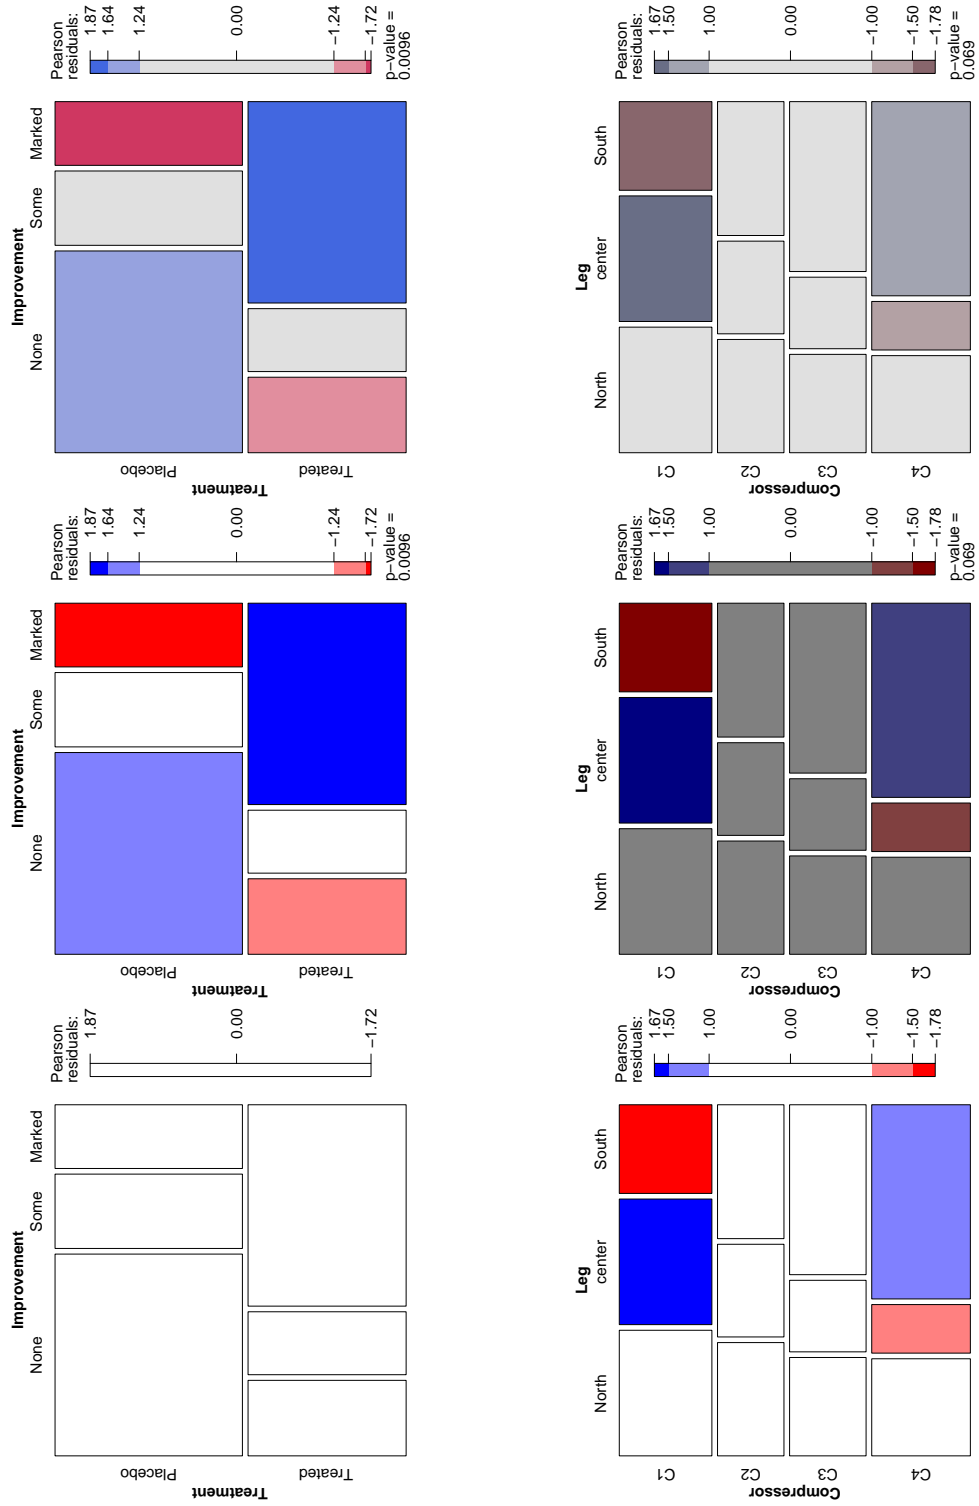 Improvement
None Some Marked
Treatment
Placebo
Treated
Pearson
residuals:
1.87
0.00
−1.72
Improvement
None Some Marked
Treatment
Placebo
Treated
Pearson
residuals:
1.87
1.64
1.24
0.00
−1.24
−1.72
p−value =
0.0096
Improvement
None Some Marked
Treatment
Placebo
Treated
Pearson
residuals:
1.87
1.64
1.24
0.00
−1.24
−1.72
p−value =
0.0096
Leg
North center South
Compressor
C1
C2
C3
C4
Pearson
residuals:
1.67
1.50
1.00
0.00
−1.00
−1.50
−1.78
Leg
North center South
Compressor
C1
C2
C3
C4
Pearson
residuals:
1.67
1.50
1.00
0.00
−1.00
−1.50
−1.78
p−value =
0.069
Leg
North center South
Compressor
C1
C2
C3
C4
Pearson
residuals:
1.67
1.50
1.00
0.00
−1.00
−1.50
−1.78
p−value =
0.069